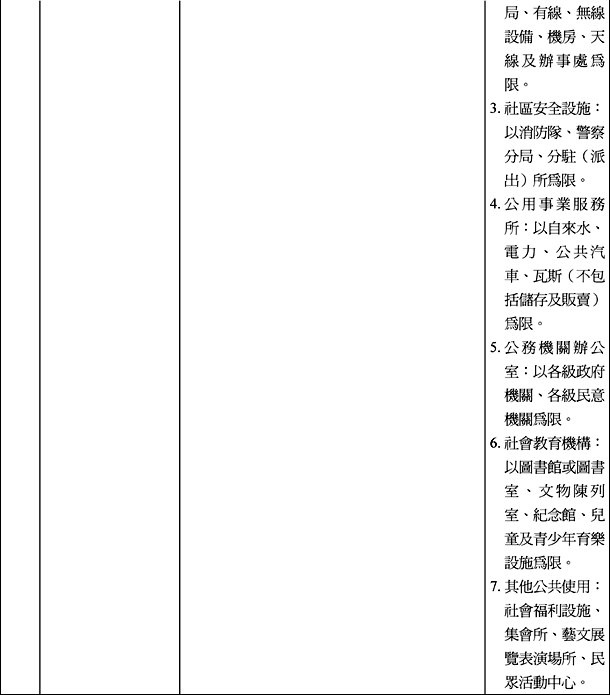 局、有線、無線
設備、機房、天
線及辦事處為
限。
3. 社區安全設施：
以消防隊、警察
分局、分駐（派
出）所為限。
4. 公用事業服務
所：以自來水、
電力、公共汽
車、瓦斯（不包
括儲存及販賣）
為限。
5. 公務機關辦公
室：以各級政府
機關、各級民意
機關為限。
6. 社會教育機構：
以圖書館或圖書
室、文物陳列
室、紀念館、兒
童及青少年育樂
設施為限。
7. 其他公共使用：
社會福利設施、
集會所、藝文展
覽表演場所、民
眾活動中心。